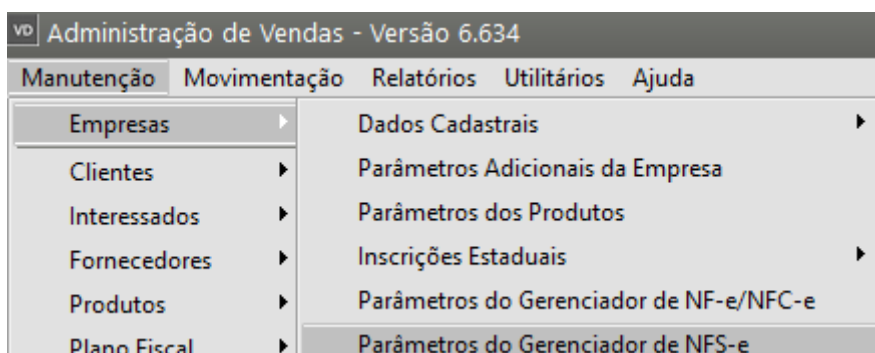 VD Administração de Vendas - Versão 6.634
Manutenção Movimentação Relatórios Utilitários Ajuda
Empresas
Clientes
Interessados
Fornecedores
Produtos
Plano Fiscal
Dados Cadastrais
Parâmetros Adicionais da Empresa
Parâmetros dos Produtos
Inscrições Estaduais
Parâmetros do Gerenciador de NF-e/NFC-e
Parâmetros do Gerenciador de NFS-e